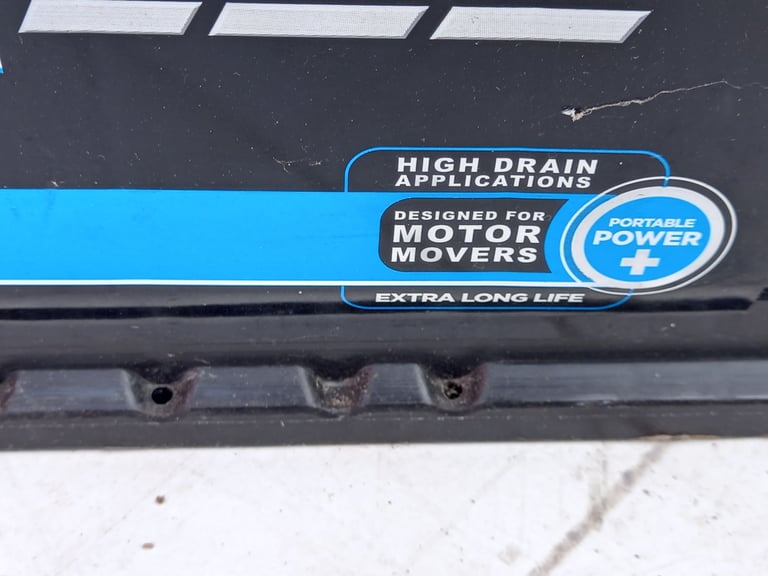 HIGH DRAIN
APPLICATIONS
DESIGNED FOR
MOTOR
MOVERS
PORTABLE
POWER
+
EXTRA LONG LIFE